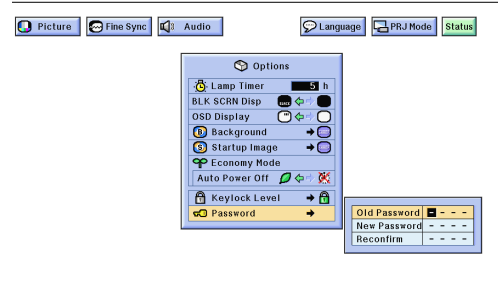 Picture Fine Sync Audio Language PRJ Mode Status
Options
Lamp Timer 5 h
BLK SCRN Disp
OSD Display
B Background
S Startup Image
Economy Mode
Auto Power Off
Keylock Level
Password
Old Password - - - -
New Password - - - -
Reconfirm - - - -